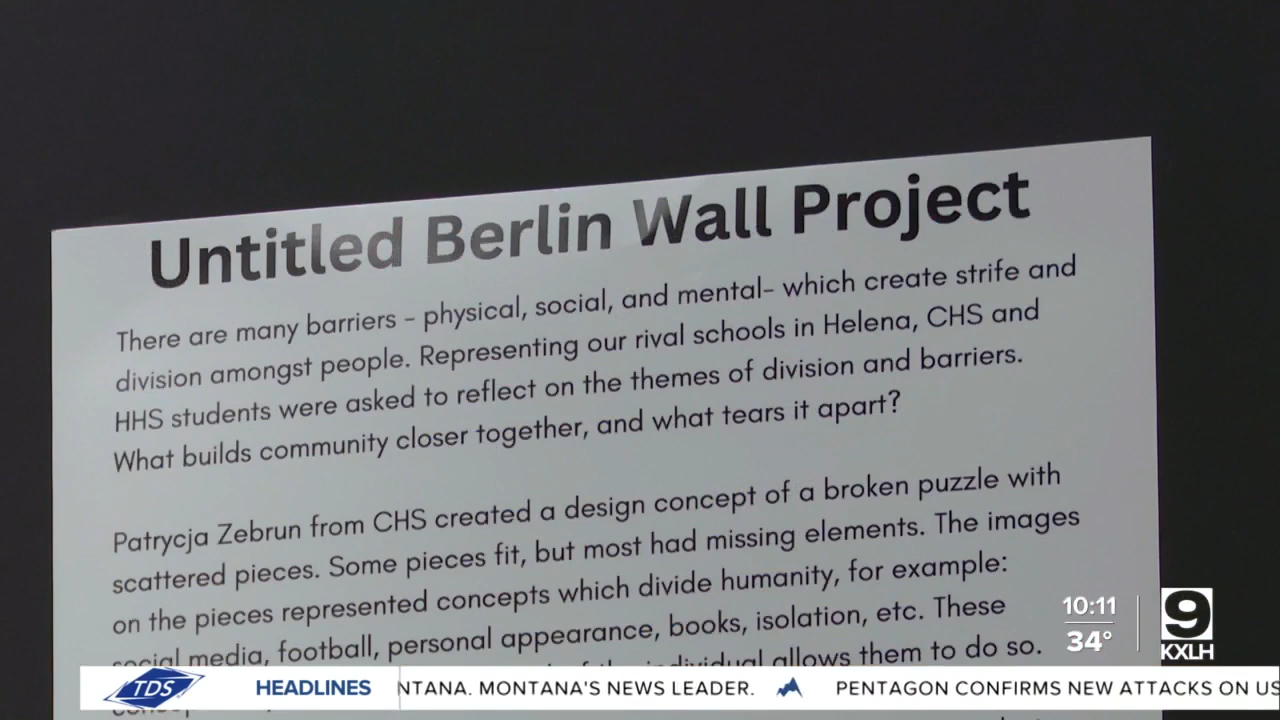 Untitled Berlin Wall Project
There are many barriers - physical, social, and mental- which create strife and
division amongst people. Representing our rival schools in Helena, CHS and
HHS students were asked to reflect on the themes of division and barriers.
What builds community closer together, and what tears it apart?
Patrycja Zebrun from CHS created a design concept of a broken puzzle with
scattered pieces. Some pieces fit, but most had missing elements. The images
on the pieces represented concepts which divide humanity, for example:
social media, football, personal appearance, books, isolation, etc. These
individual allows them to do so.
10:11
34°
9
KXLH
TDS
HEADLINES
NTANA. MONTANA'S NEWS LEADER.
PENTAGON CONFIRMS NEW ATTACKS ON US